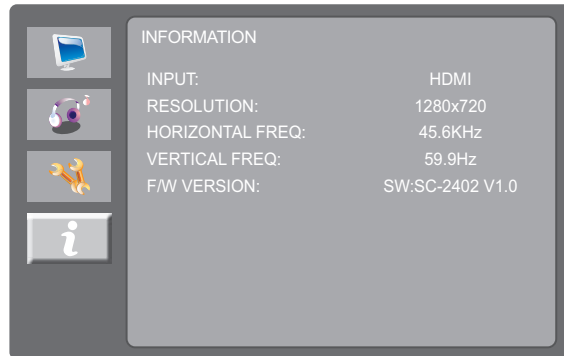 INFORMATION
INPUT: HDMI
RESOLUTION: 1280x720
HORIZONTAL FREQ: 45.6KHz
VERTICAL FREQ: 59.9Hz
F/W VERSION: SW:SC-2402 V1.0